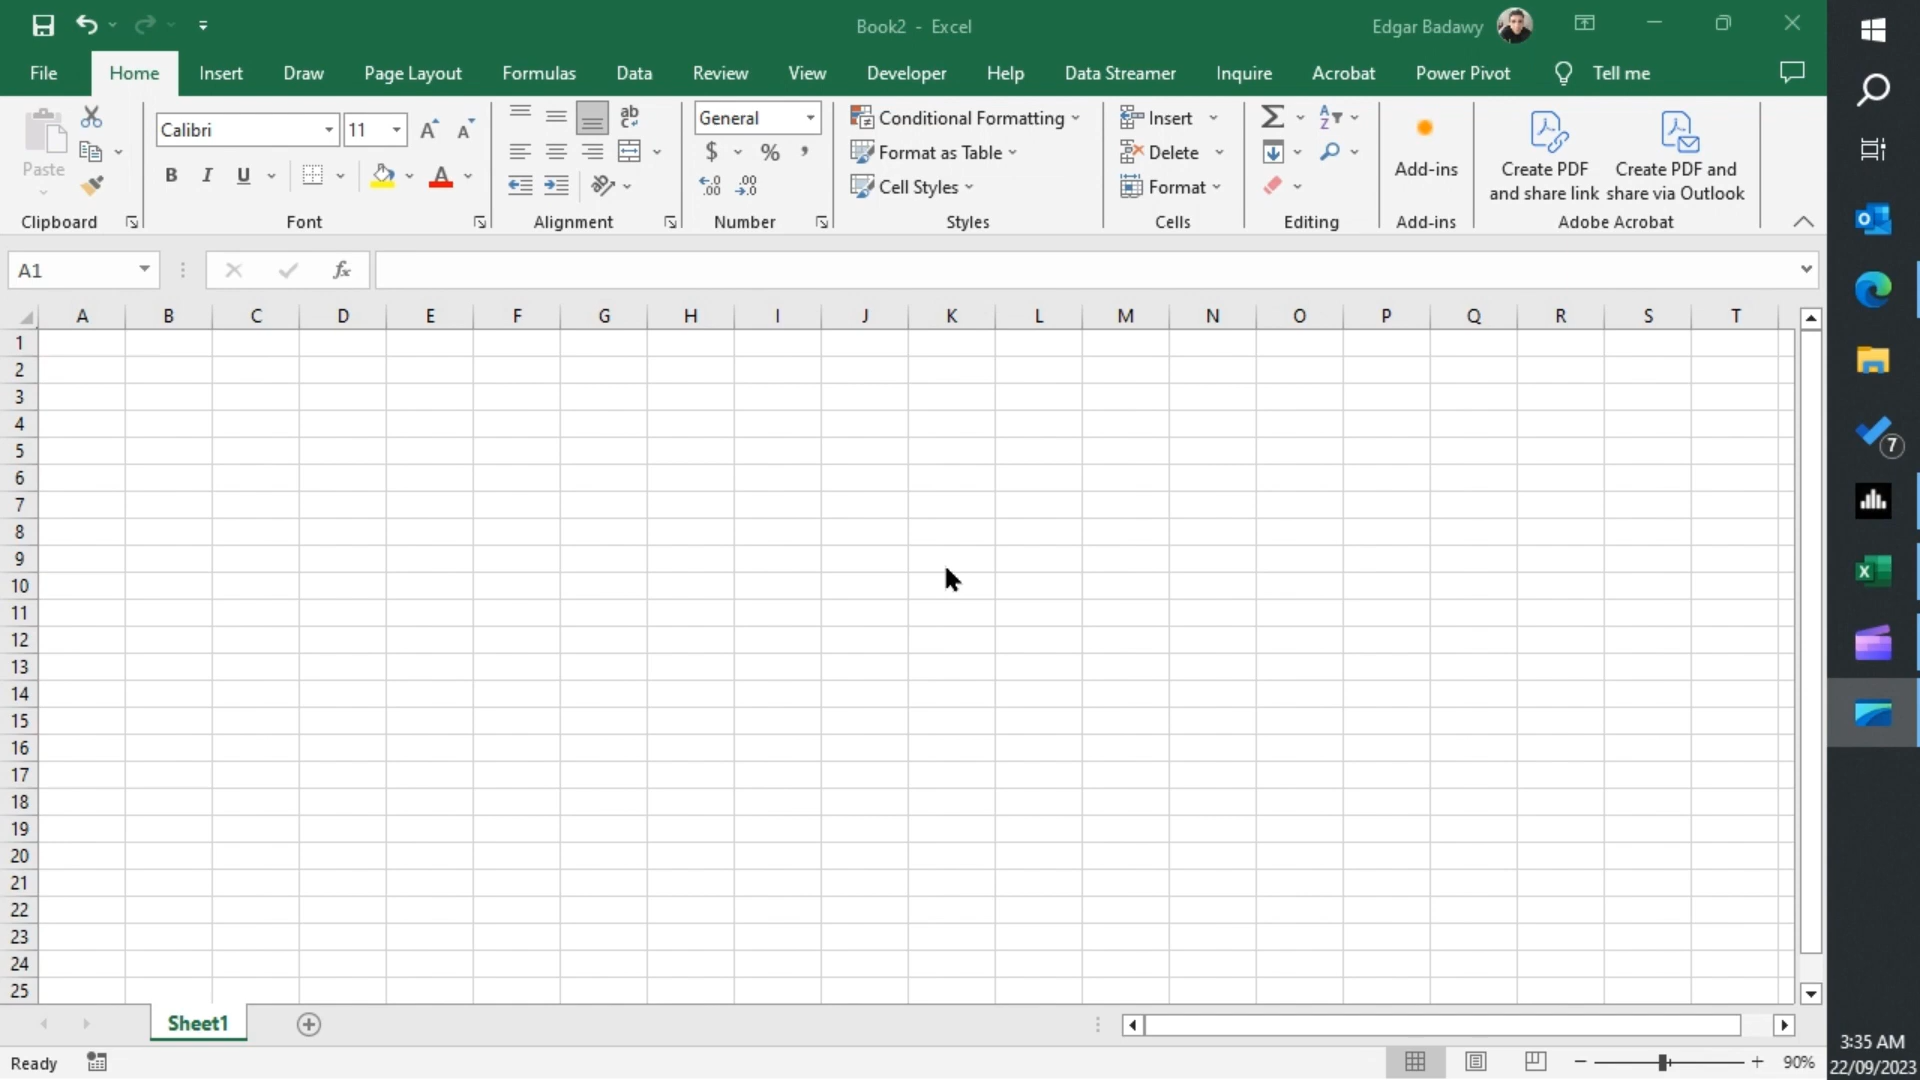 Book2 - Excel
Edgar Badawy
File Home Insert Draw Page Layout Formulas Data Review View Developer Help Data Streamer Inquire Acrobat Power Pivot Tell me
Paste
Clipboard
Calibri 11
B I U A
Font
ab
Alignment
General
$ % ,
Number
Conditional Formatting
Format as Table
Cell Styles
Styles
Insert
Delete
Format
Cells
Editing
Add-ins
Add-ins
Create PDF
and share link
Create PDF and
share via Outlook
Adobe Acrobat
A1
fx
A B C D E F G H I J K L M N O P Q R S T
1
2
3
4
5
6
7
8
9
10
11
12
13
14
15
16
17
18
19
20
21
22
23
24
25
Sheet1
Ready
90%
7
3:35 AM
22/09/2023